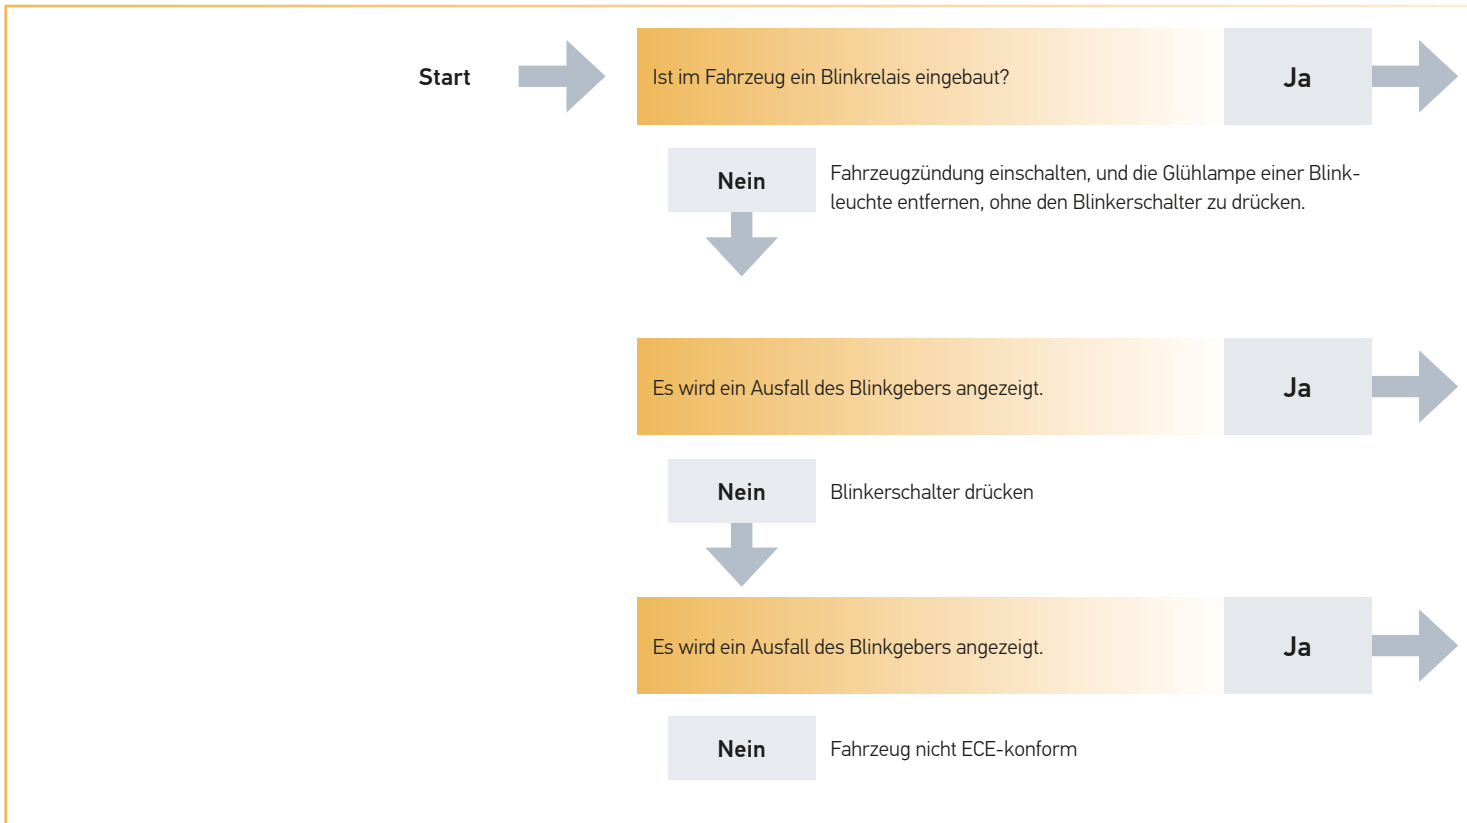 Start
Ist im Fahrzeug ein Blinkrelais eingebaut?
Ja
Nein
Fahrzeugzündung einschalten, und die Glühlampe einer Blink-
leuchte entfernen, ohne den Blinkerschalter zu drücken.
Es wird ein Ausfall des Blinkgebers angezeigt.
Ja
Nein
Blinkerschalter drücken
Es wird ein Ausfall des Blinkgebers angezeigt.
Ja
Nein
Fahrzeug nicht ECE-konform